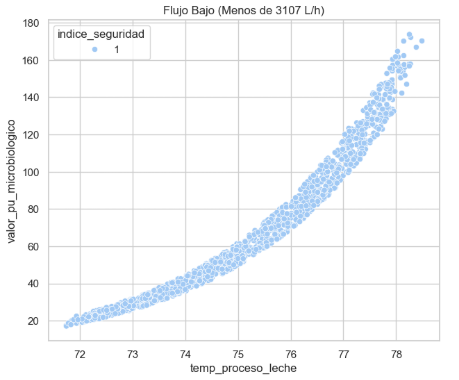 Flujo Bajo (Menos de 3107 L/h)
indice_seguridad
1
valor_pu_microbiologico
180
160
140
120
100
80
60
40
20
72 73 74 75 76 77 78
temp_proceso_leche